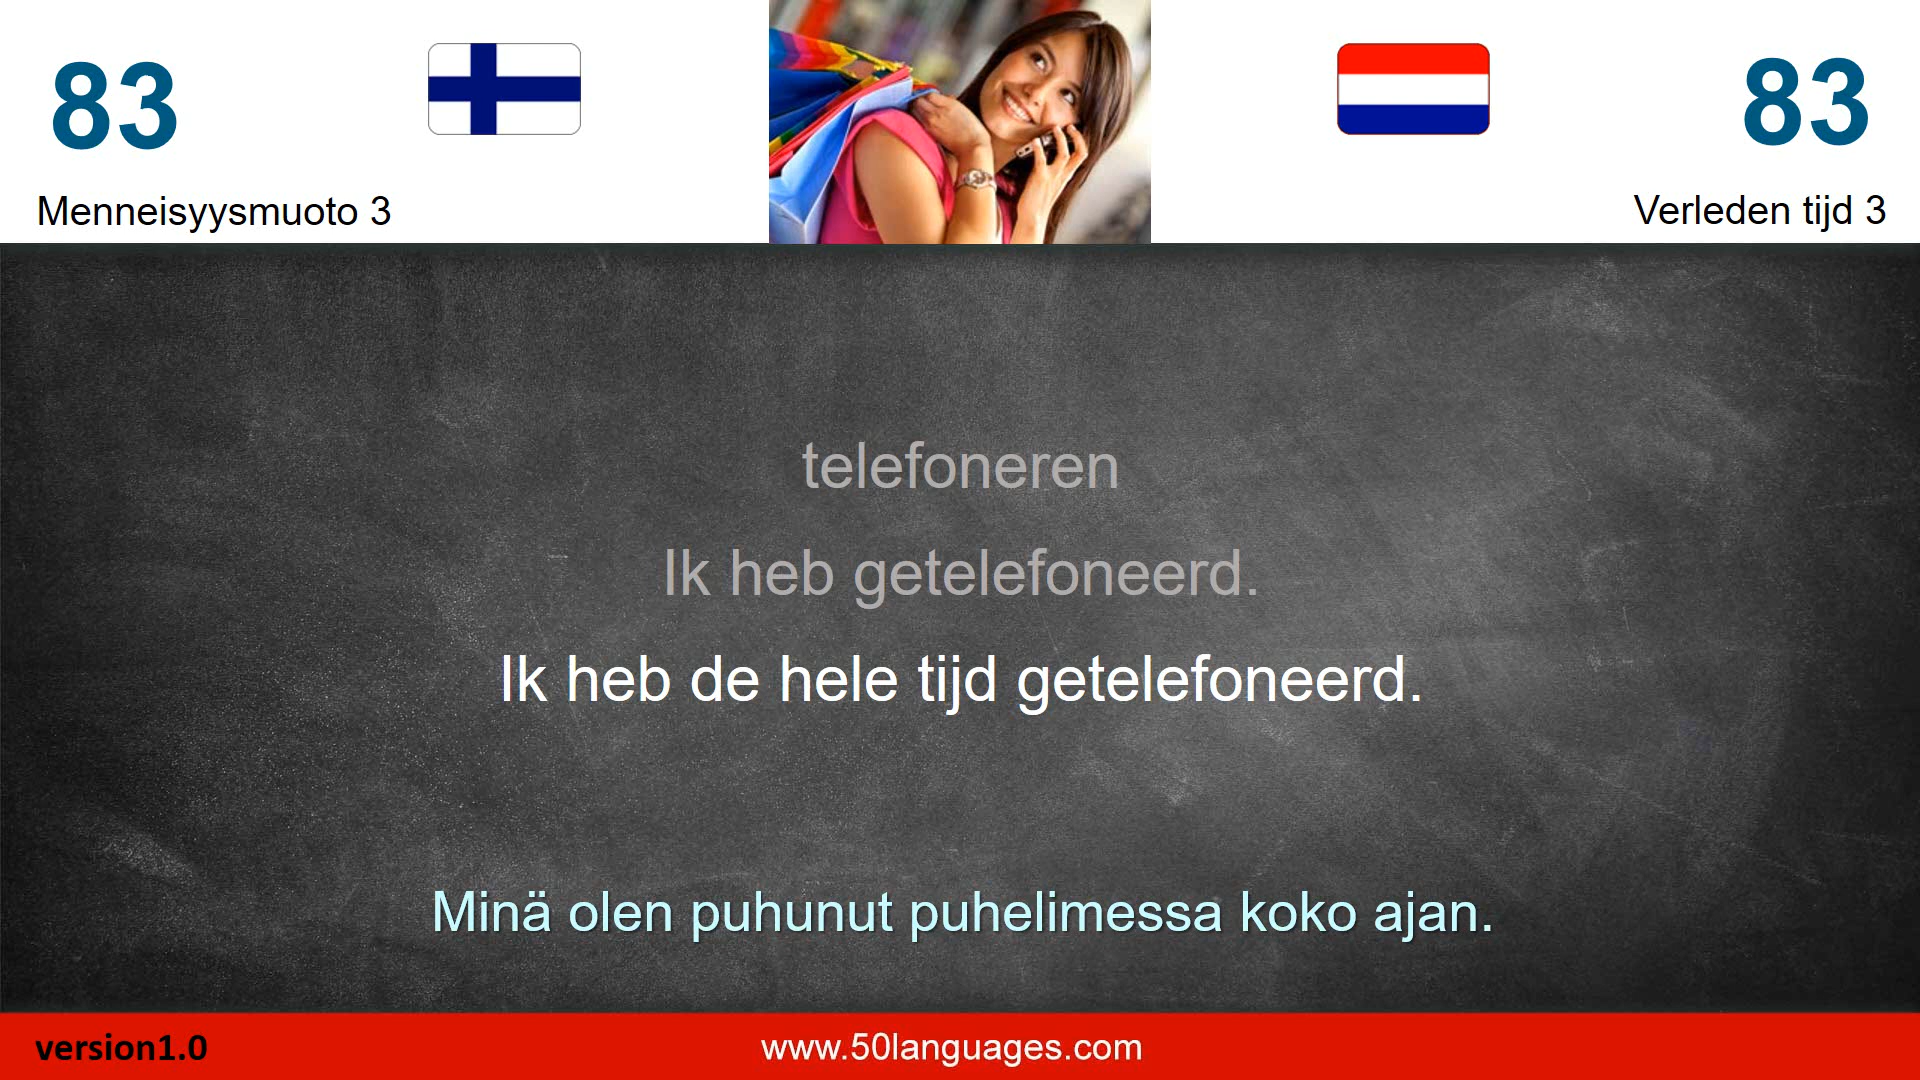 83
83
Menneisyysmuoto 3
Verleden tijd 3
telefoneren
Ik heb getelefoneerd.
Ik heb de hele tijd getelefoneerd.
Minä olen puhunut puhelimessa koko ajan.
version1.0
www.50languages.com